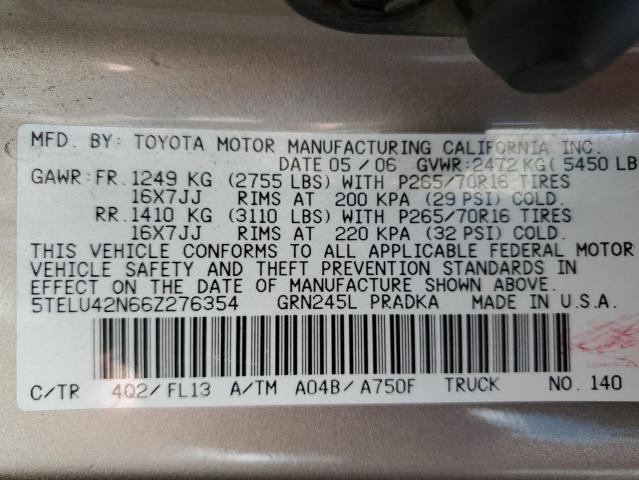 MFD. BY: TOYOTA MOTOR MANUFACTURING CALIFORNIA INC.
DATE 05 / 06 GVWR:2472 KG( 5450 LB
GAWR: FR. 1249 KG (2755 LBS) WITH P265/70R16 TIRES
16X7JJ RIMS AT 200 KPA (29 PSI) COLD.
RR. 1410 KG (3110 LBS) WITH P265/70R16 TIRES
16X7JJ RIMS AT 220 KPA (32 PSI) COLD.
THIS VEHICLE CONFORMS TO ALL APPLICABLE FEDERAL MOTOR
VEHICLE SAFETY AND THEFT PREVENTION STANDARDS IN
EFFECT ON THE DATE OF MANUFACTURE SHOWN ABOVE.
5TELU42N66Z276354 GRN245L PRADKA MADE IN U.S.A.
C/TR 4Q2/ FL13 A/TM A04B/ A750F TRUCK NO. 140